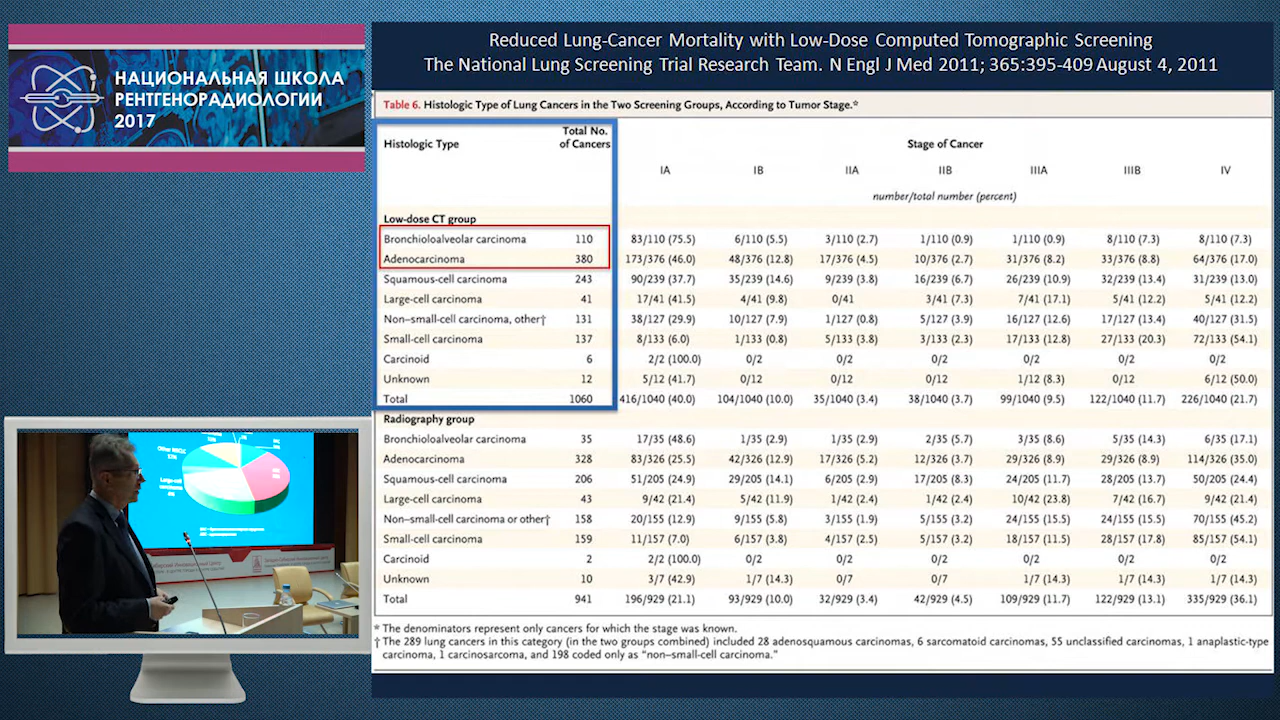 НАЦИОНАЛЬНАЯ ШКОЛА
РЕНТГЕНОРАДИОЛОГИИ
2017
Reduced Lung-Cancer Mortality with Low-Dose Computed Tomographic Screening
The National Lung Screening Trial Research Team. N Engl J Med 2011; 365:395-409 August 4, 2011
Table 6. Histologic Type of Lung Cancers in the Two Screening Groups, According to Tumor Stage.*
Histologic Type Total No. of Cancers Stage of Cancer
IA IB IIA IIB IIIA IIIB IV
number/total number (percent)
Low-dose CT group
Bronchioloalveolar carcinoma 110 83/110 (75.5) 6/110 (5.5) 3/110 (2.7) 1/110 (0.9) 1/110 (0.9) 8/110 (7.3) 8/110 (7.3)
Adenocarcinoma 380 173/376 (46.0) 48/376 (12.8) 17/376 (4.5) 10/376 (2.7) 31/376 (8.2) 33/376 (8.8) 64/376 (17.0)
Squamous-cell carcinoma 243 90/239 (37.7) 35/239 (14.6) 9/239 (3.8) 16/239 (6.7) 26/239 (10.9) 32/239 (13.4) 31/239 (13.0)
Large-cell carcinoma 41 17/41 (41.5) 4/41 (9.8) 0/41 3/41 (7.3) 7/41 (17.1) 5/41 (12.2) 5/41 (12.2)
Non–small-cell carcinoma, other† 131 38/127 (29.9) 10/127 (7.9) 1/127 (0.8) 5/127 (3.9) 16/127 (12.6) 17/127 (13.4) 40/127 (31.5)
Small-cell carcinoma 137 8/133 (6.0) 1/133 (0.8) 5/133 (3.8) 3/133 (2.3) 17/133 (12.8) 27/133 (20.3) 72/133 (54.1)
Carcinoid 6 2/2 (100.0) 0/2 0/2 0/2 0/2 0/2 0/2
Unknown 12 5/12 (41.7) 0/12 0/12 0/12 1/12 (8.3) 0/12 6/12 (50.0)
Total 1060 416/1040 (40.0) 104/1040 (10.0) 35/1040 (3.4) 38/1040 (3.7) 99/1040 (9.5) 122/1040 (11.7) 226/1040 (21.7)
Radiography group
Bronchioloalveolar carcinoma 35 17/35 (48.6) 1/35 (2.9) 1/35 (2.9) 2/35 (5.7) 3/35 (8.6) 5/35 (14.3) 6/35 (17.1)
Adenocarcinoma 328 83/326 (25.5) 42/326 (12.9) 17/326 (5.2) 12/326 (3.7) 29/326 (8.9) 29/326 (8.9) 114/326 (35.0)
Squamous-cell carcinoma 206 51/205 (24.9) 29/205 (14.1) 6/205 (2.9) 17/205 (8.3) 24/205 (11.7) 28/205 (13.7) 50/205 (24.4)
Large-cell carcinoma 43 9/42 (21.4) 5/42 (11.9) 1/42 (2.4) 1/42 (2.4) 10/42 (23.8) 7/42 (16.7) 9/42 (21.4)
Non–small-cell carcinoma or other† 158 20/155 (12.9) 9/155 (5.8) 3/155 (1.9) 5/155 (3.2) 24/155 (15.5) 24/155 (15.5) 70/155 (45.2)
Small-cell carcinoma 159 11/157 (7.0) 6/157 (3.8) 4/157 (2.5) 5/157 (3.2) 18/157 (11.5) 28/157 (17.8) 85/157 (54.1)
Carcinoid 2 2/2 (100.0) 0/2 0/2 0/2 0/2 0/2 0/2
Unknown 10 3/7 (42.9) 1/7 (14.3) 0/7 0/7 1/7 (14.3) 1/7 (14.3) 1/7 (14.3)
Total 941 196/929 (21.1) 93/929 (10.0) 32/929 (3.4) 42/929 (4.5) 109/929 (11.7) 122/929 (13.1) 335/929 (36.1)
* The denominators represent only cancers for which the stage was known.
† The 289 lung cancers in this category (in the two groups combined) included 28 adenosquamous carcinomas, 6 sarcomatoid carcinomas, 55 unclassified carcinomas, 1 anaplastic-type
carcinoma, 1 carcinosarcoma, and 198 coded only as “non–small-cell carcinoma.”